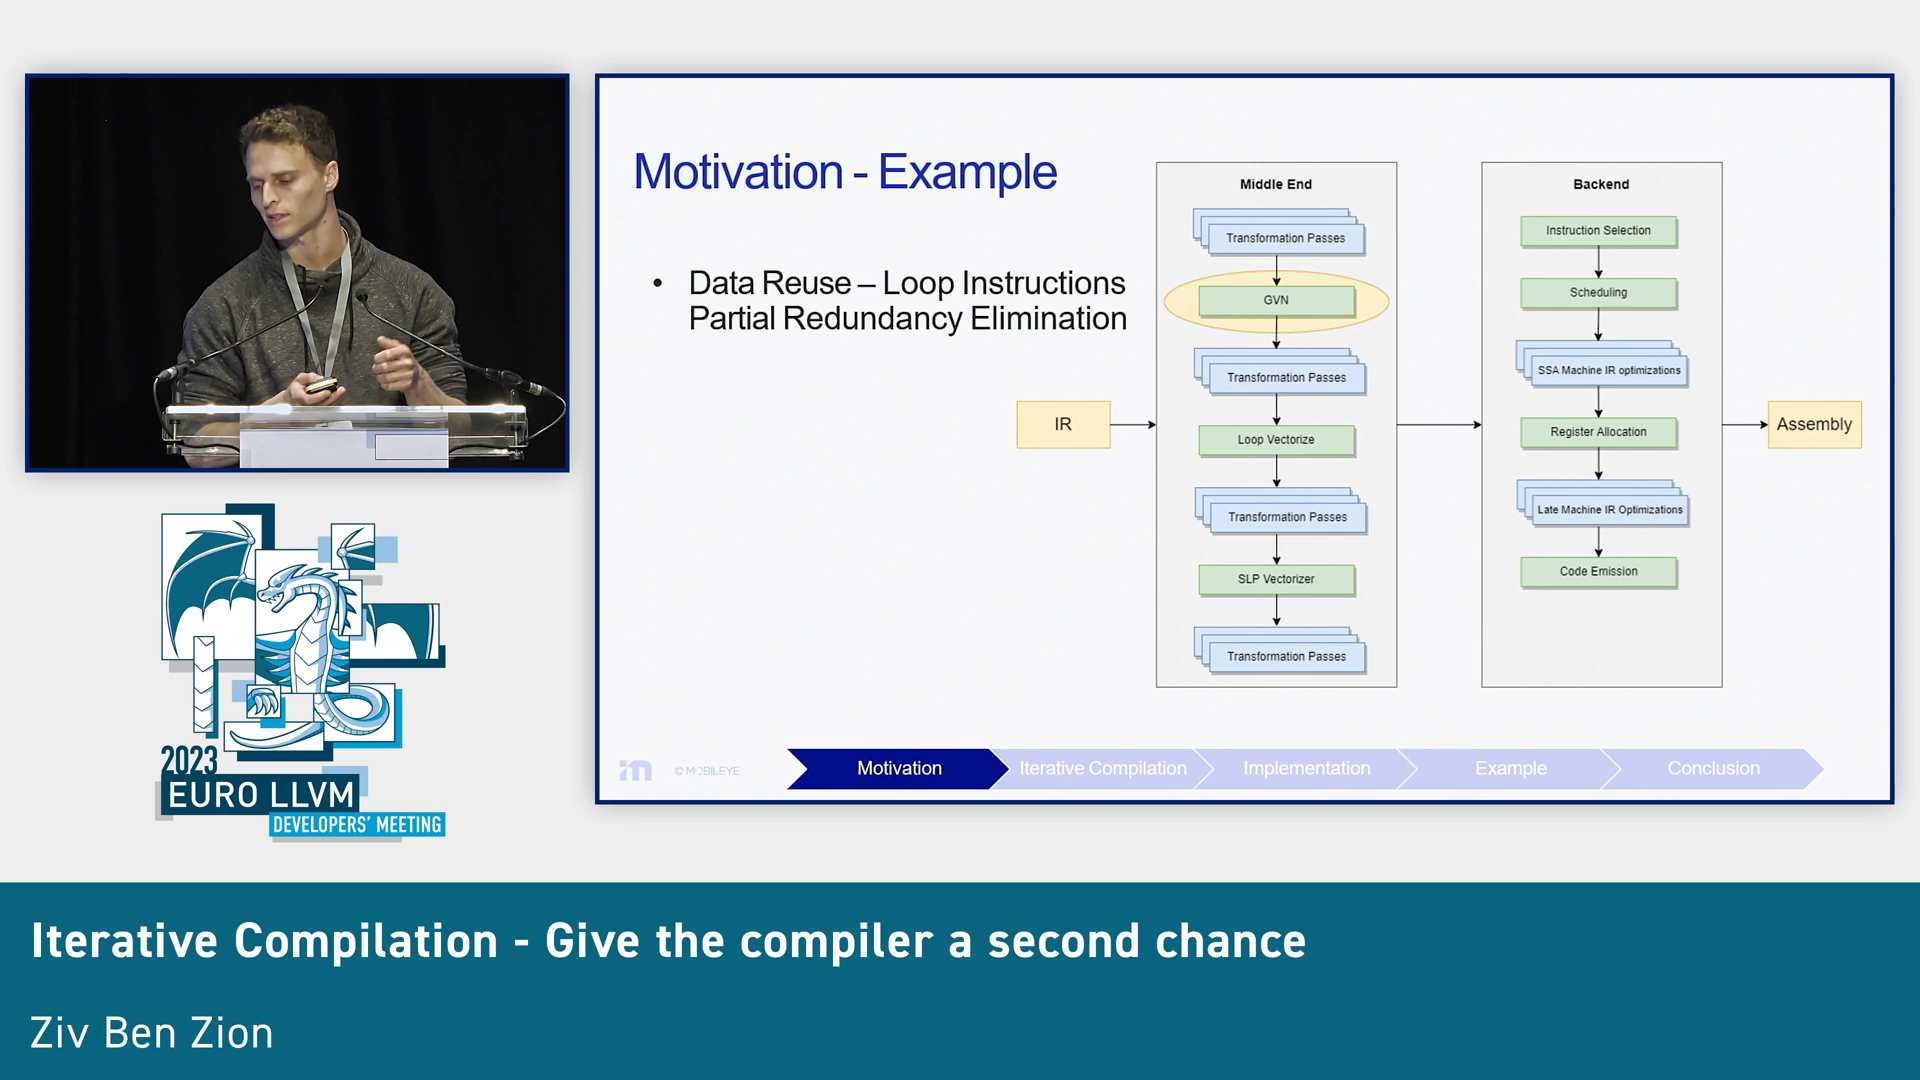 Motivation - Example
• Data Reuse – Loop Instructions
Partial Redundancy Elimination
IR
Middle End
Transformation Passes
GVN
Transformation Passes
Loop Vectorize
Transformation Passes
SLP Vectorizer
Transformation Passes
Backend
Instruction Selection
Scheduling
SSA Machine IR optimizations
Register Allocation
Late Machine IR Optimizations
Code Emission
Assembly
© MOBILEYE
Motivation
Iterative Compilation
Implementation
Example
Conclusion
2023
EURO LLVM
DEVELOPERS' MEETING
Iterative Compilation - Give the compiler a second chance
Ziv Ben Zion